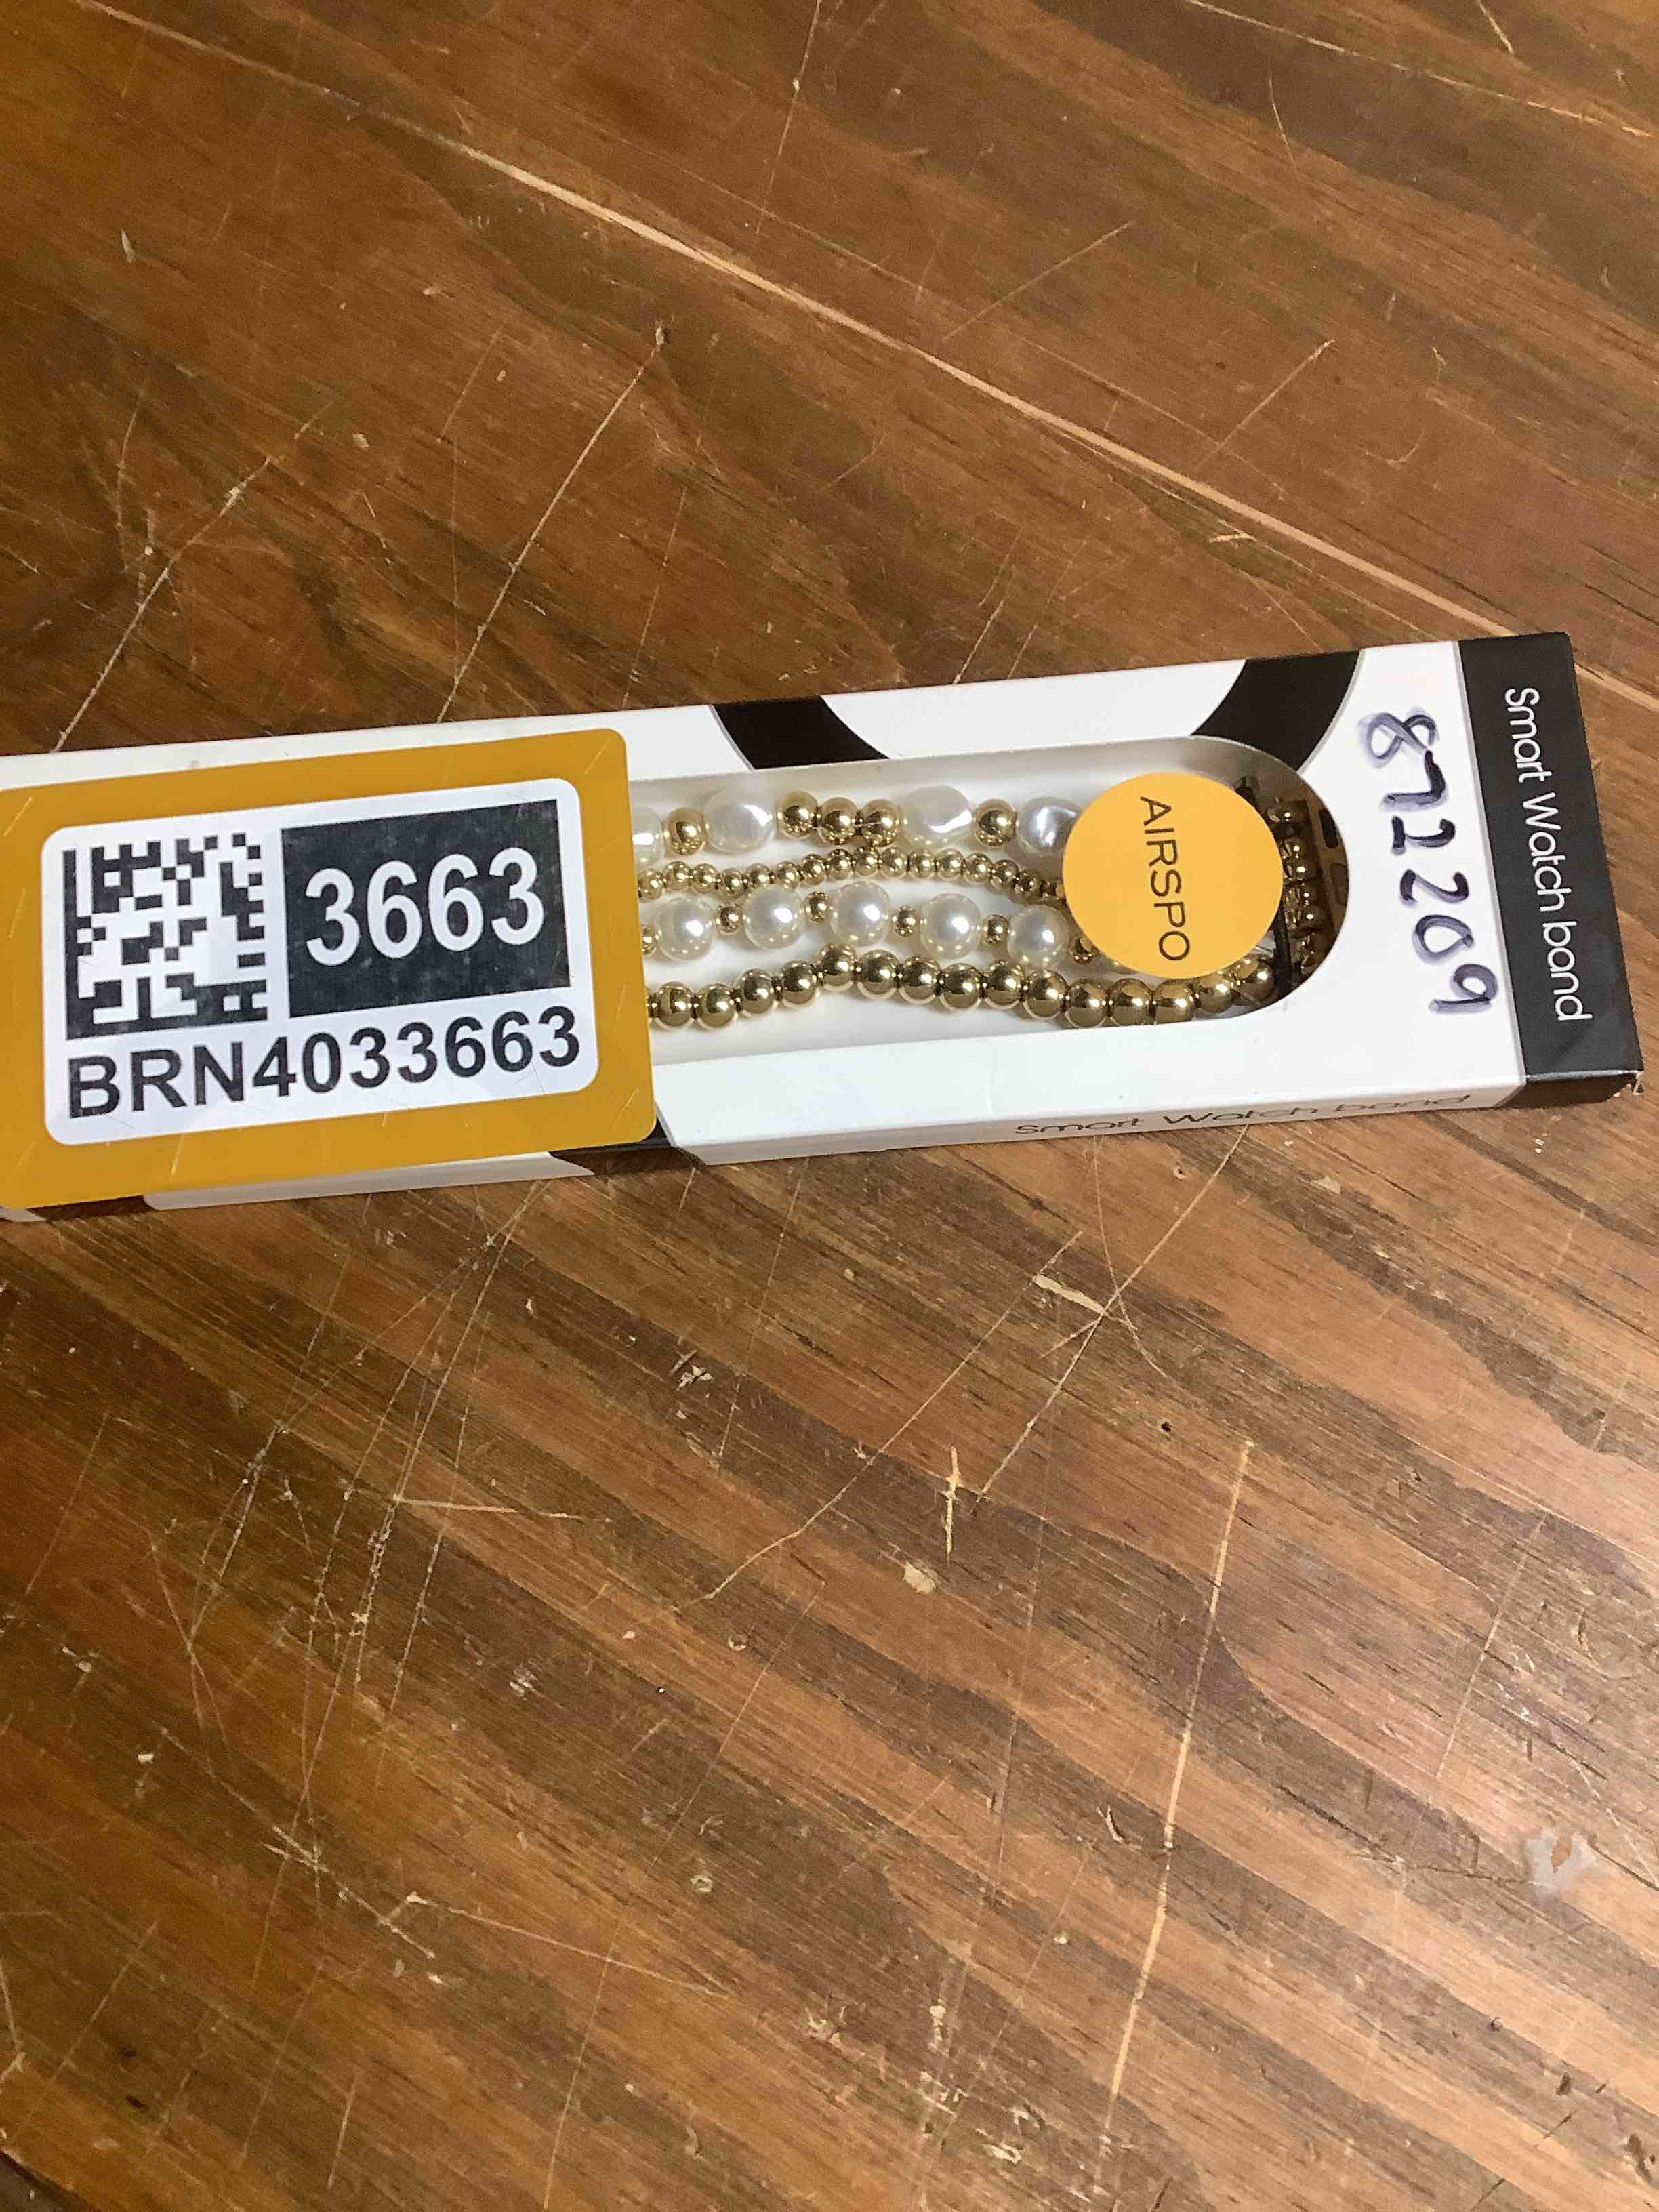 3663
BRN4033663
AIRSPO
872209
Smart Watch band
Smart Watch band